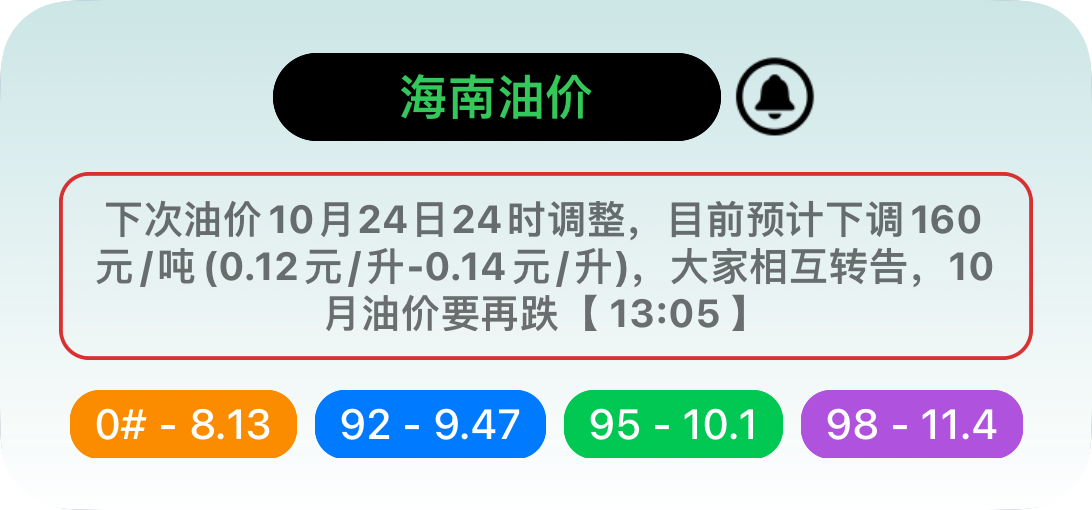 海南油价
下次油价10月24日24时调整，目前预计下调160
元/吨(0.12元/升-0.14元/升)，大家相互转告，10
月油价要再跌【 13:05 】
0# - 8.13
92 - 9.47
95 - 10.1
98 - 11.4